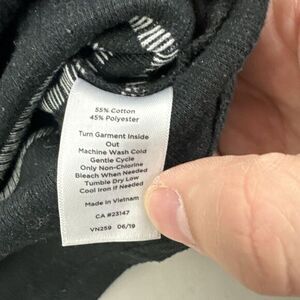 55% Cotton
45% Polyester
Turn Garment Inside
Out
Machine Wash Cold
Gentle Cycle
Only Non-Chlorine
Bleach When Needed
Tumble Dry Low
Cool Iron If Needed
Made in Vietnam
CA #23147
VN259 06/19